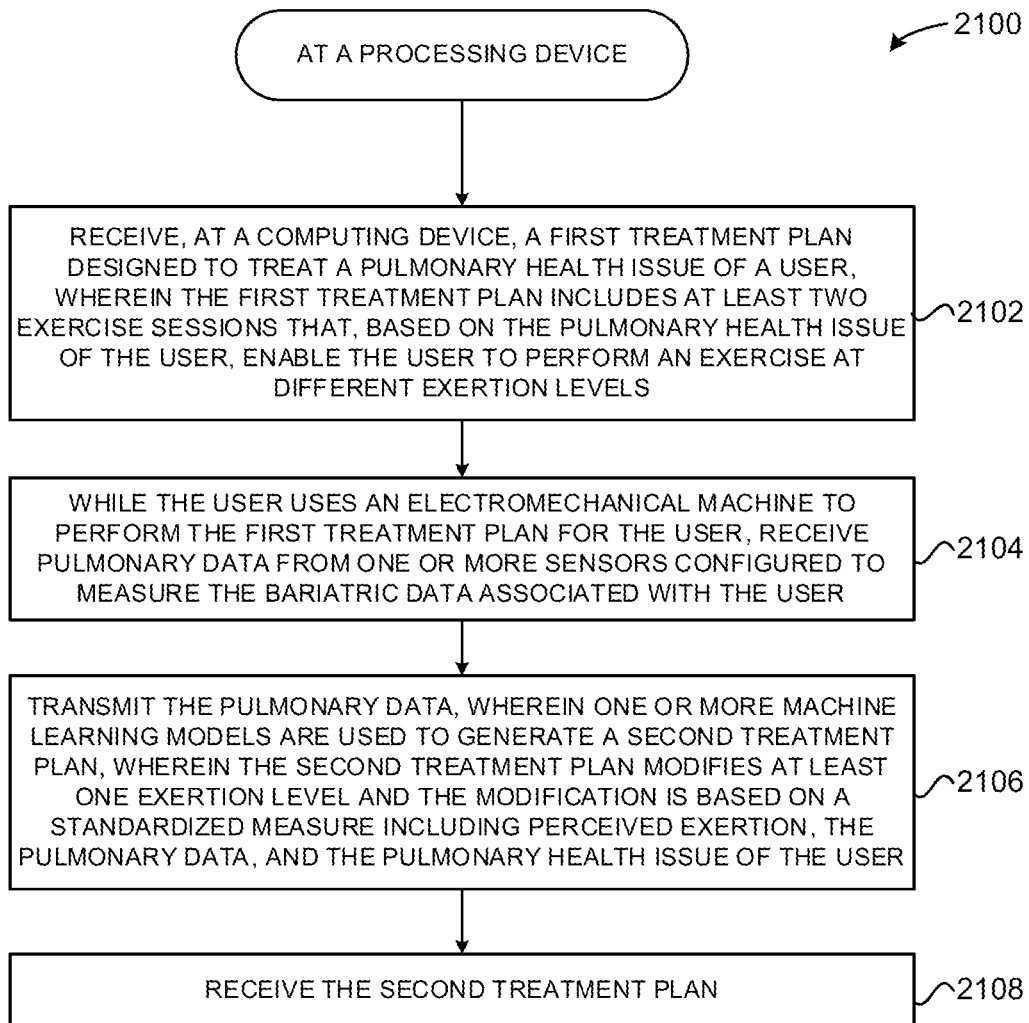 2100
AT A PROCESSING DEVICE
RECEIVE, AT A COMPUTING DEVICE, A FIRST TREATMENT PLAN
DESIGNED TO TREAT A PULMONARY HEALTH ISSUE OF A USER,
WHEREIN THE FIRST TREATMENT PLAN INCLUDES AT LEAST TWO
EXERCISE SESSIONS THAT, BASED ON THE PULMONARY HEALTH ISSUE
OF THE USER, ENABLE THE USER TO PERFORM AN EXERCISE AT
DIFFERENT EXERTION LEVELS
2102
WHILE THE USER USES AN ELECTROMECHANICAL MACHINE TO
PERFORM THE FIRST TREATMENT PLAN FOR THE USER, RECEIVE
PULMONARY DATA FROM ONE OR MORE SENSORS CONFIGURED TO
MEASURE THE BARIATRIC DATA ASSOCIATED WITH THE USER
2104
TRANSMIT THE PULMONARY DATA, WHEREIN ONE OR MORE MACHINE
LEARNING MODELS ARE USED TO GENERATE A SECOND TREATMENT
PLAN, WHEREIN THE SECOND TREATMENT PLAN MODIFIES AT LEAST
ONE EXERTION LEVEL AND THE MODIFICATION IS BASED ON A
STANDARDIZED MEASURE INCLUDING PERCEIVED EXERTION, THE
PULMONARY DATA, AND THE PULMONARY HEALTH ISSUE OF THE USER
2106
RECEIVE THE SECOND TREATMENT PLAN
2108